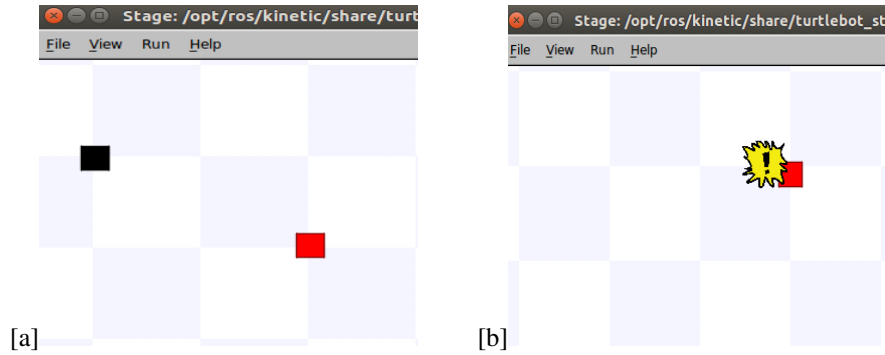 Stage: /opt/ros/kinetic/share/turt
File View Run Help
[a]
Stage: /opt/ros/kinetic/share/turtlebot_st
File View Run Help
!
[b]